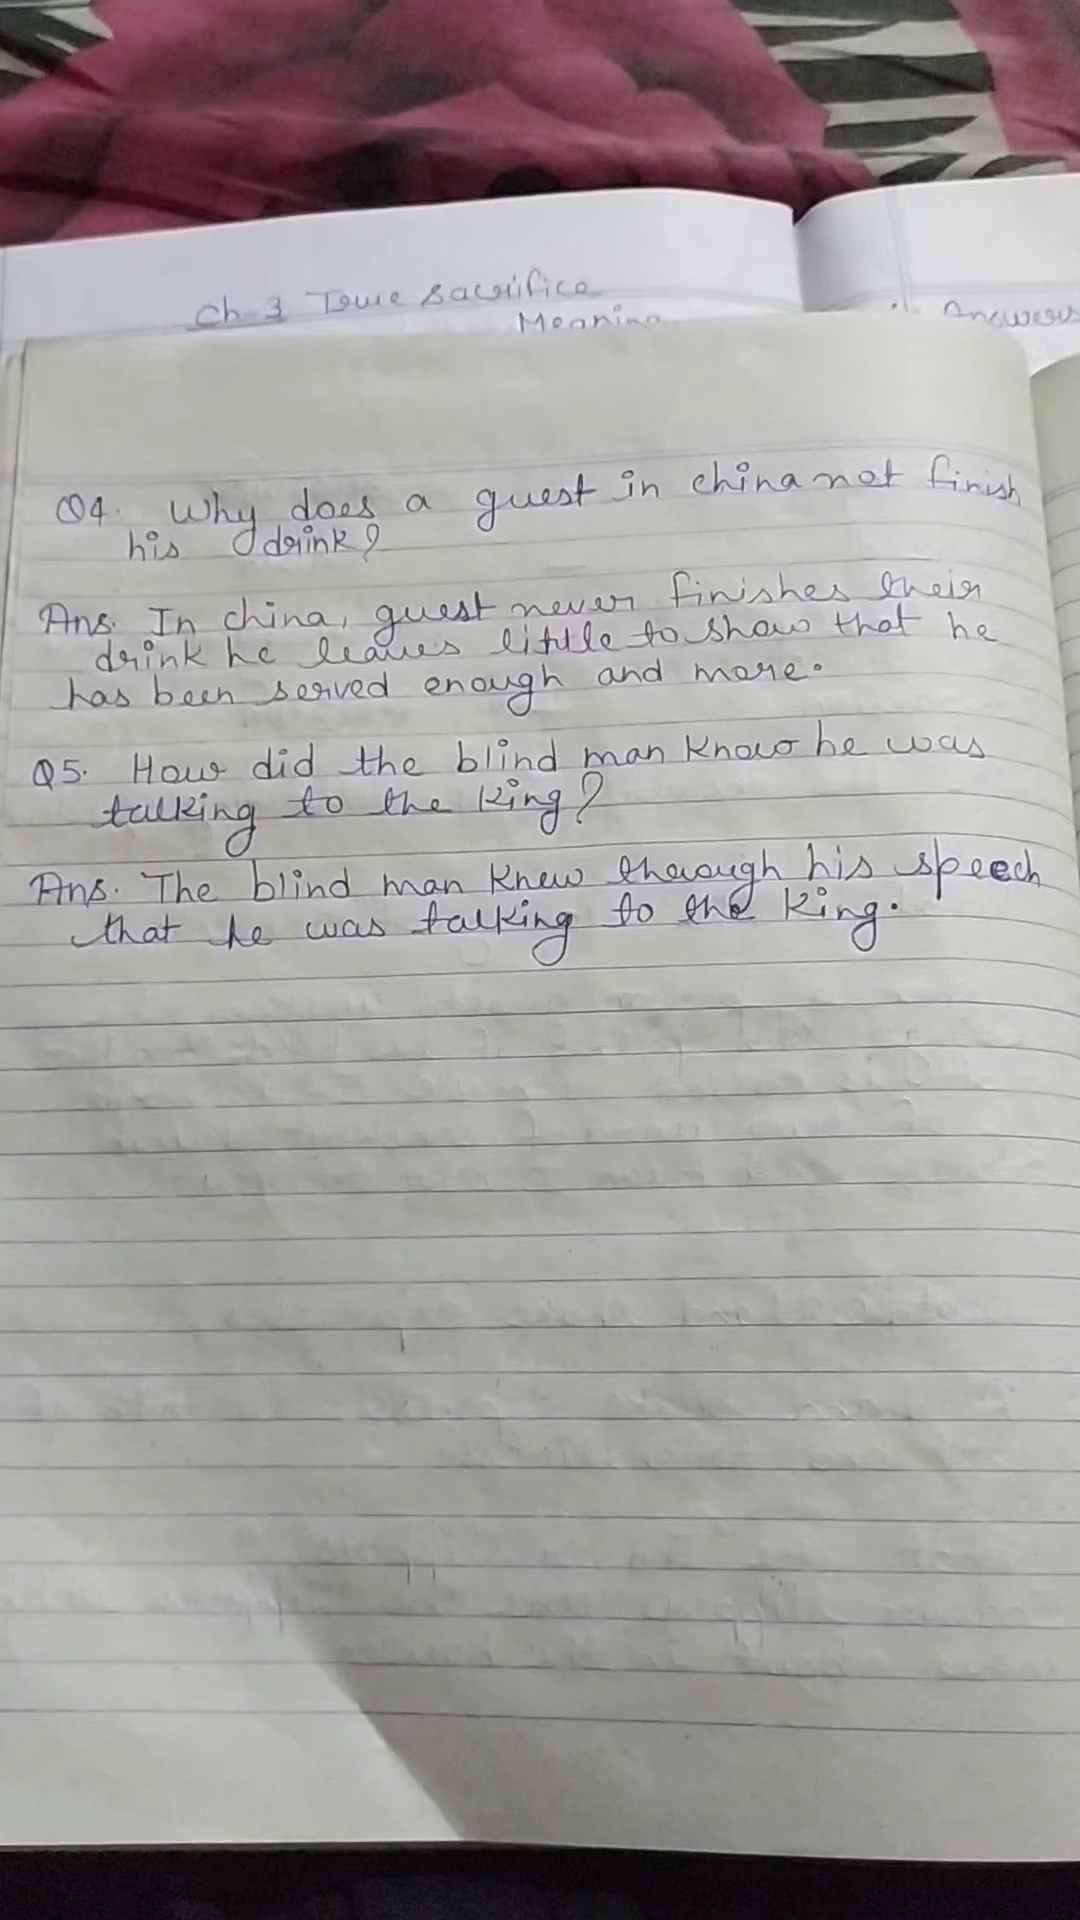 Ch-3 True Sacrifice
Meaning
Answers
Q4. Why does a guest in china not finish
his drink?
Ans. In china, guest never finishes their
drink he leaves little to show that he
has been served enough and more.
Q5. How did the blind man know he was
talking to the king?
Ans. The blind man knew through his speech
that he was talking to the king.